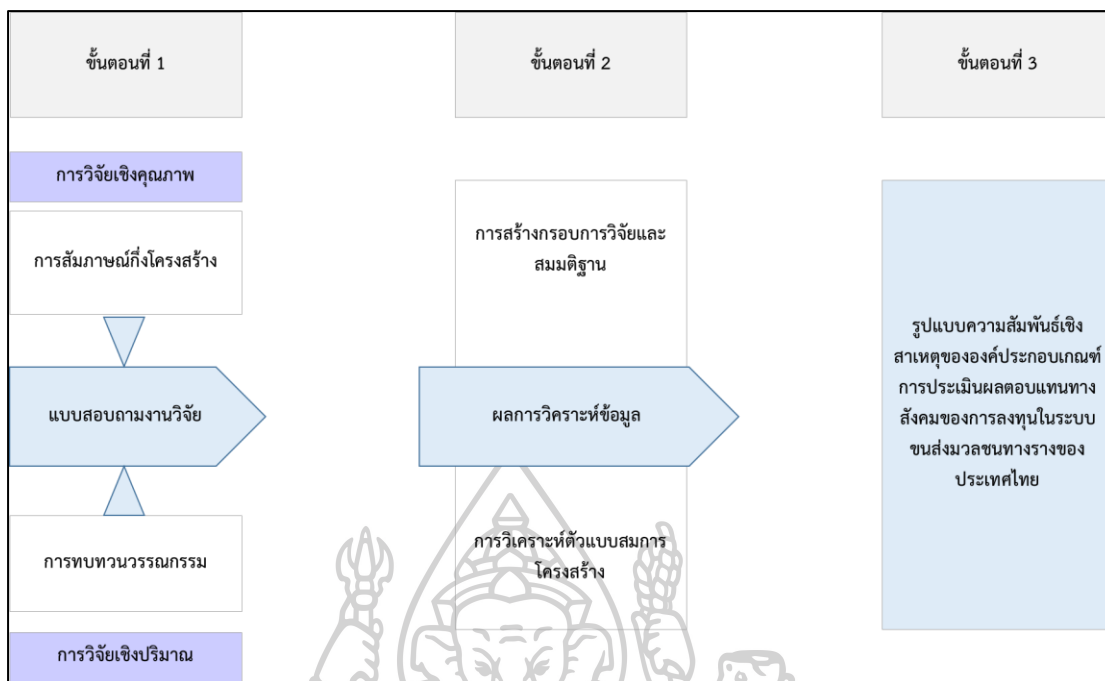 ขั้นตอนที่ 1
ขั้นตอนที่ 2
ขั้นตอนที่ 3
การวิจัยเชิงคุณภาพ
การสัมภาษณ์กึ่งโครงสร้าง
แบบสอบถามงานวิจัย
การทบทวนวรรณกรรม
การวิจัยเชิงปริมาณ
การสร้างกรอบการวิจัยและ
สมมติฐาน
ผลการวิคราะห์ข้อมูล
การวิเคราะห์ตัวแบบสมการ
โครงสร้าง
รูปแบบความสัมพันธ์เชิง
สาเหตุขององค์ประกอบเกณฑ์
การประเมินผลตอบแทนทาง
สังคมของการลงทุนในระบบ
ขนส่งมวลชนทางรางของ
ประเทศไทย